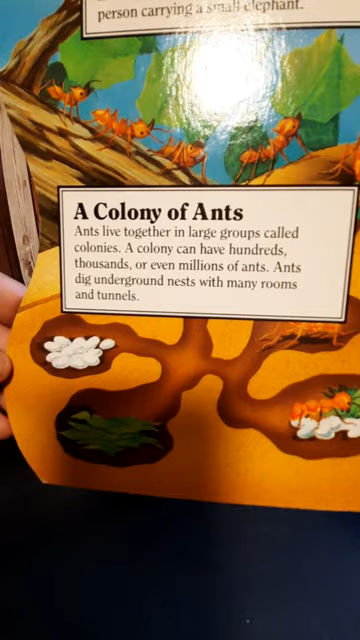 person carrying a small elephant.
A Colony of Ants
Ants live together in large groups called
colonies. A colony can have hundreds,
thousands, or even millions of ants. Ants
dig underground nests with many rooms
and tunnels.